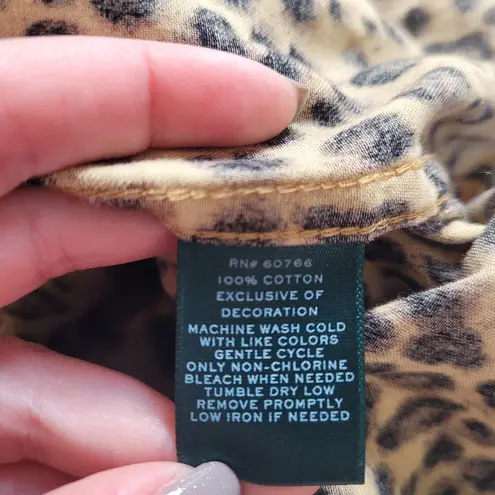 RN# 60766
100% COTTON
EXCLUSIVE OF
DECORATION
MACHINE WASH COLD
WITH LIKE COLORS
GENTLE CYCLE
ONLY NON-CHLORINE
BLEACH WHEN NEEDED
TUMBLE DRY LOW
REMOVE PROMPTLY
LOW IRON IF NEEDED